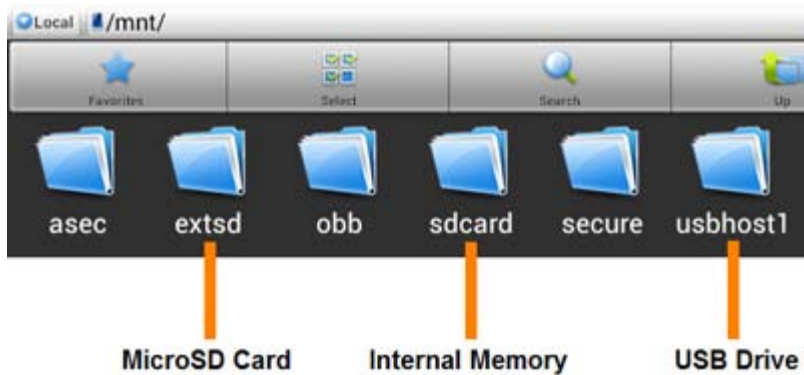 Local /mnt/
Favorites Select Search Up
asec extsd obb sdcard secure usbhost1
MicroSD Card Internal Memory USB Drive